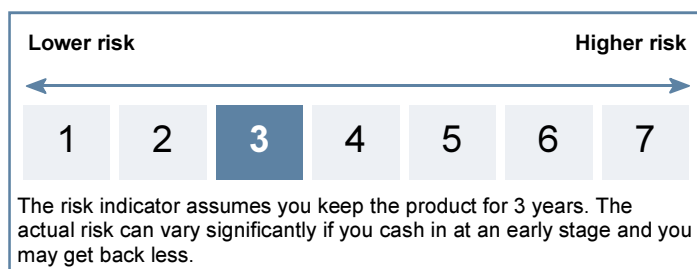 Lower risk Higher risk
1 2 3 4 5 6 7
The risk indicator assumes you keep the product for 3 years. The
actual risk can vary significantly if you cash in at an early stage and you
may get back less.